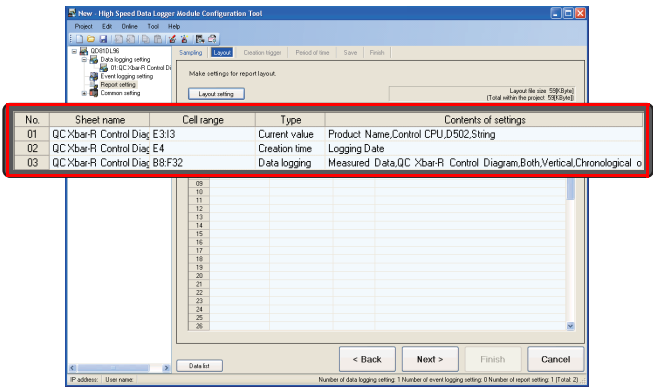 New - High Speed Data Logger Module Configuration Tool
Project Edit Online Tool Help
QD81DL96
Data logging setting
01:QC Xbar-R Control Di
Event logging setting
Report setting
Common setting
Sampling Layout Creation trigger Period of time Save Finish
Make settings for report layout.
Layout setting
Layout file size 59[KByte]
(Total within the project 59[KByte])
No. Sheet name Cell range Type Contents of settings
01 QC Xbar-R Control Diag E3:I3 Current value Product Name,Control CPU,D502,String
02 QC Xbar-R Control Diag E4 Creation time Logging Date
03 QC Xbar-R Control Diag B8:F32 Data logging Measured Data,QC Xbar-R Control Diagram,Both,Vertical,Chronological o
09
10
11
12
13
14
15
16
17
18
19
20
21
22
23
24
25
26
Data list
< Back Next > Finish Cancel
IP address: User name: Number of data logging setting: 1 Number of event logging setting: 0 Number of report setting: 1 (Total: 2)